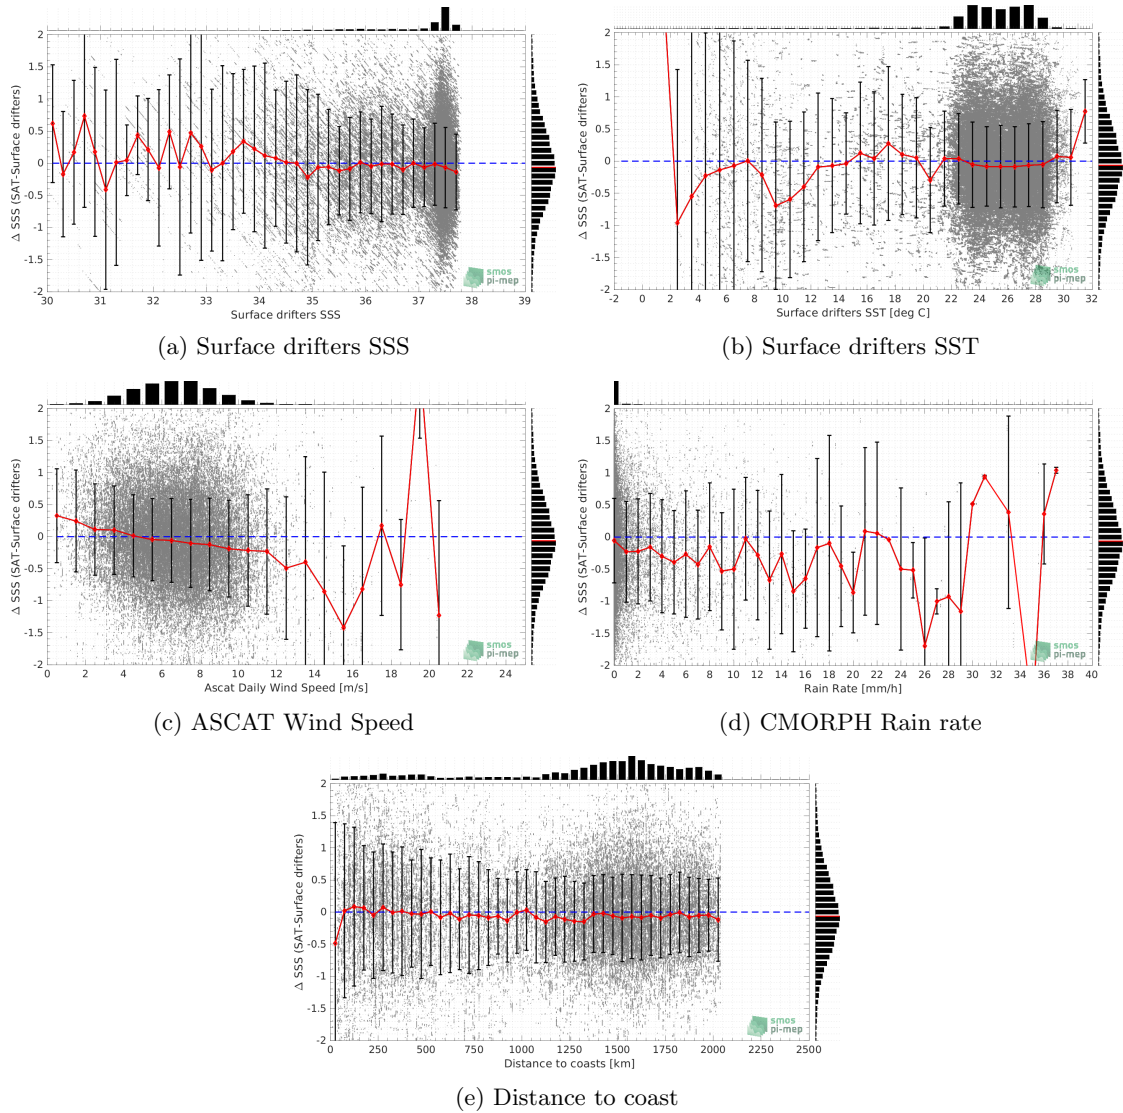 2
1.5
1
0.5
0
-0.5
-1
-1.5
-2
Δ SSS (SAT-Surface drifters)
30 31 32 33 34 35 36 37 38 39
Surface drifters SSS
smos
pi-mep
(a) Surface drifters SSS
2
1.5
1
0.5
0
-0.5
-1
-1.5
-2
Δ SSS (SAT-Surface drifters)
-2 0 2 4 6 8 10 12 14 16 18 20 22 24 26 28 30 32
Surface drifters SST [deg C]
smos
pi-mep
(b) Surface drifters SST
2
1.5
1
0.5
0
-0.5
-1
-1.5
-2
Δ SSS (SAT-Surface drifters)
0 2 4 6 8 10 12 14 16 18 20 22 24
Ascat Daily Wind Speed [m/s]
smos
pi-mep
(c) ASCAT Wind Speed
2
1.5
1
0.5
0
-0.5
-1
-1.5
-2
Δ SSS (SAT-Surface drifters)
0 2 4 6 8 10 12 14 16 18 20 22 24 26 28 30 32 34 36 38 40
Rain Rate [mm/h]
smos
pi-mep
(d) CMORPH Rain rate
2
1.5
1
0.5
0
-0.5
-1
-1.5
-2
Δ SSS (SAT-Surface drifters)
0 250 500 750 1000 1250 1500 1750 2000 2250 2500
Distance to coasts [km]
smos
pi-mep
(e) Distance to coast